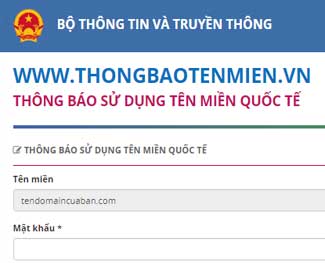 BỘ THÔNG TIN VÀ TRUYỀN THÔNG
WWW.THONGBAOTENMIEN.VN
THÔNG BÁO SỬ DỤNG TÊN MIỀN QUỐC TẾ
THÔNG BÁO SỬ DỤNG TÊN MIỀN QUỐC TẾ
Tên miền
tendomaincuaban.com
Mật khẩu *